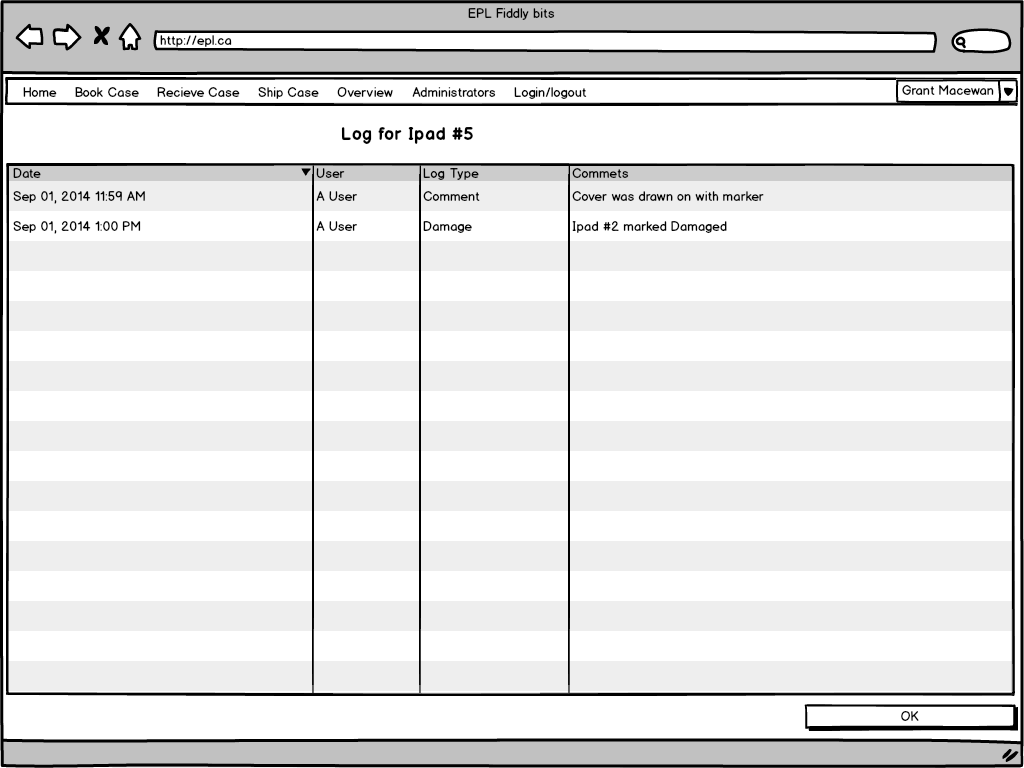 EPL Fiddly bits
http://epl.ca
Home Book Case Recieve Case Ship Case Overview Administrators Login/logout Grant Macewan
Log for Ipad #5
Date User Log Type Commets
Sep 01, 2014 11:59 AM A User Comment Cover was drawn on with marker
Sep 01, 2014 1:00 PM A User Damage Ipad #2 marked Damaged
OK